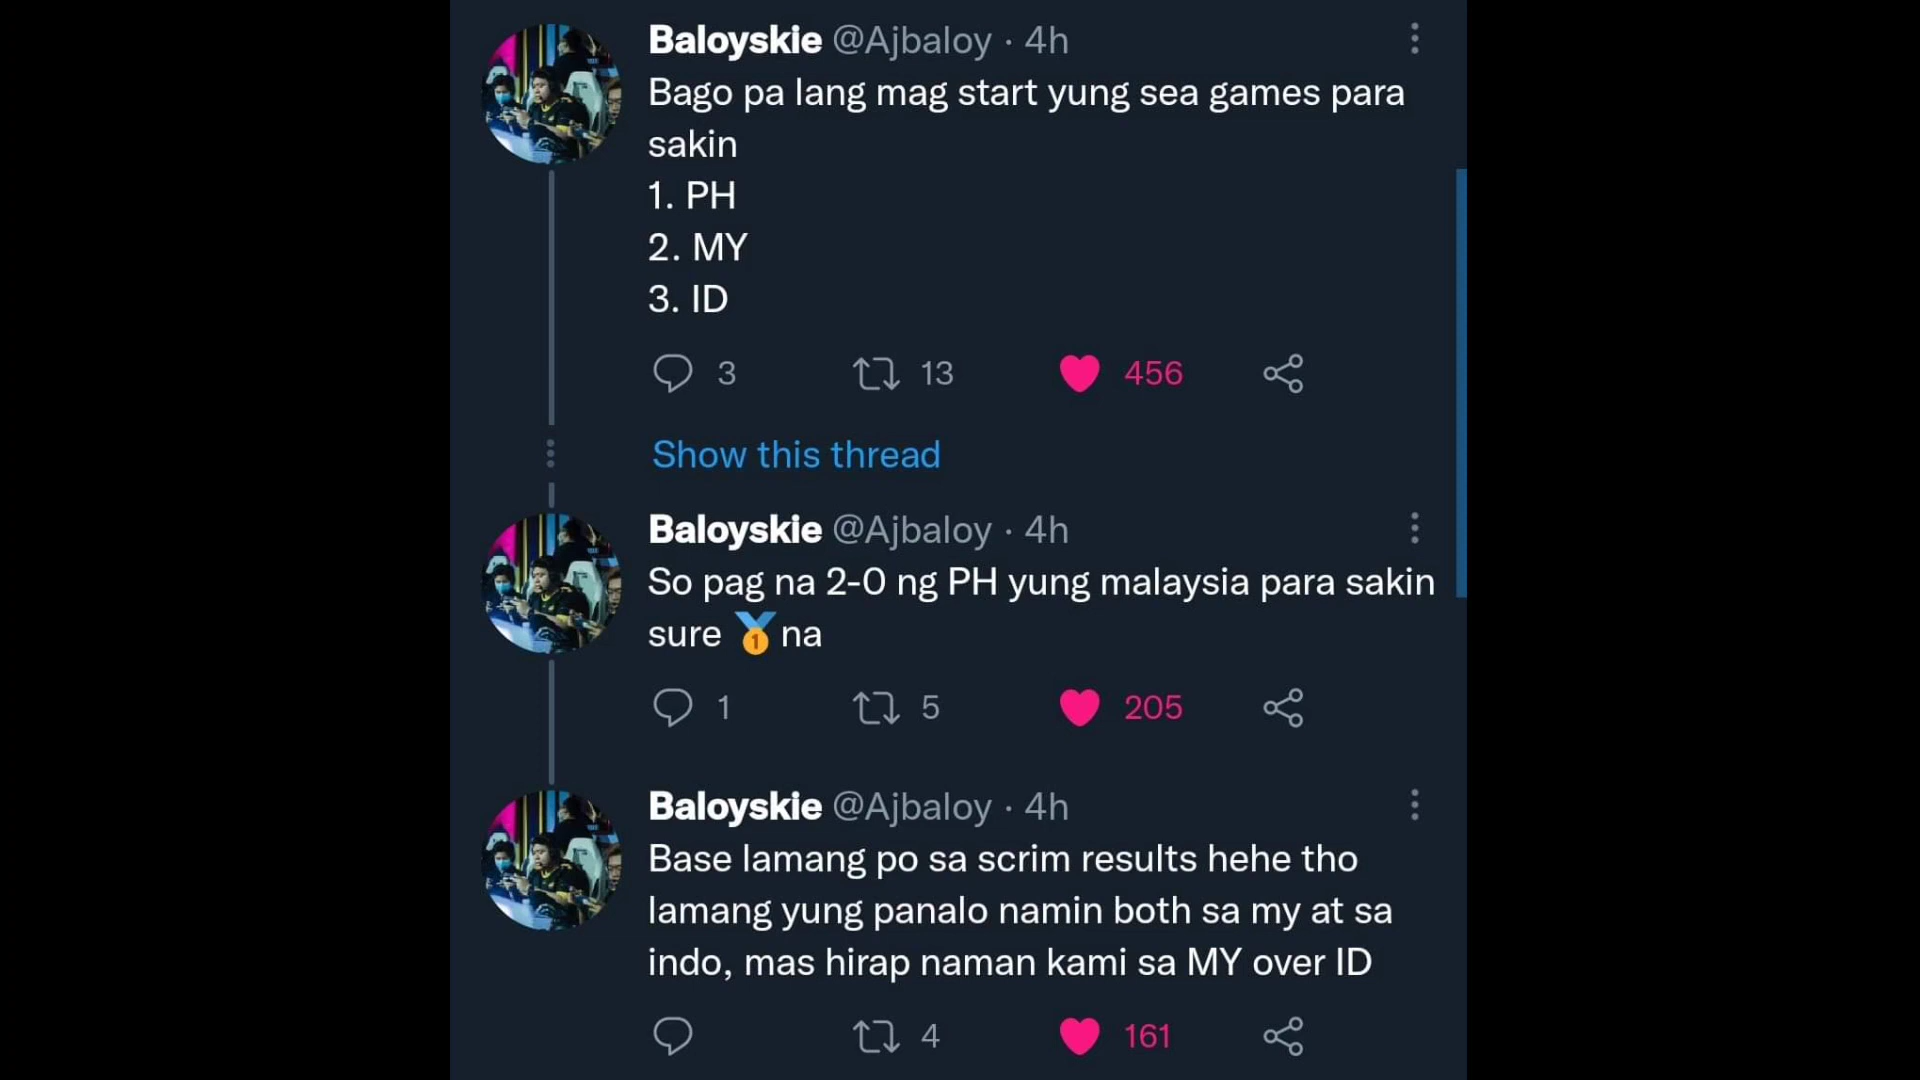 Baloyskie @Ajbaloy · 4h
Bago pa lang mag start yung sea games para
sakin
1. PH
2. MY
3. ID
3 13 456
Show this thread
Baloyskie @Ajbaloy · 4h
So pag na 2-0 ng PH yung malaysia para sakin
sure 🥇 na
1 5 205
Baloyskie @Ajbaloy · 4h
Base lamang po sa scrim results hehe tho
lamang yung panalo namin both sa my at sa
indo, mas hirap naman kami sa MY over ID
4 161